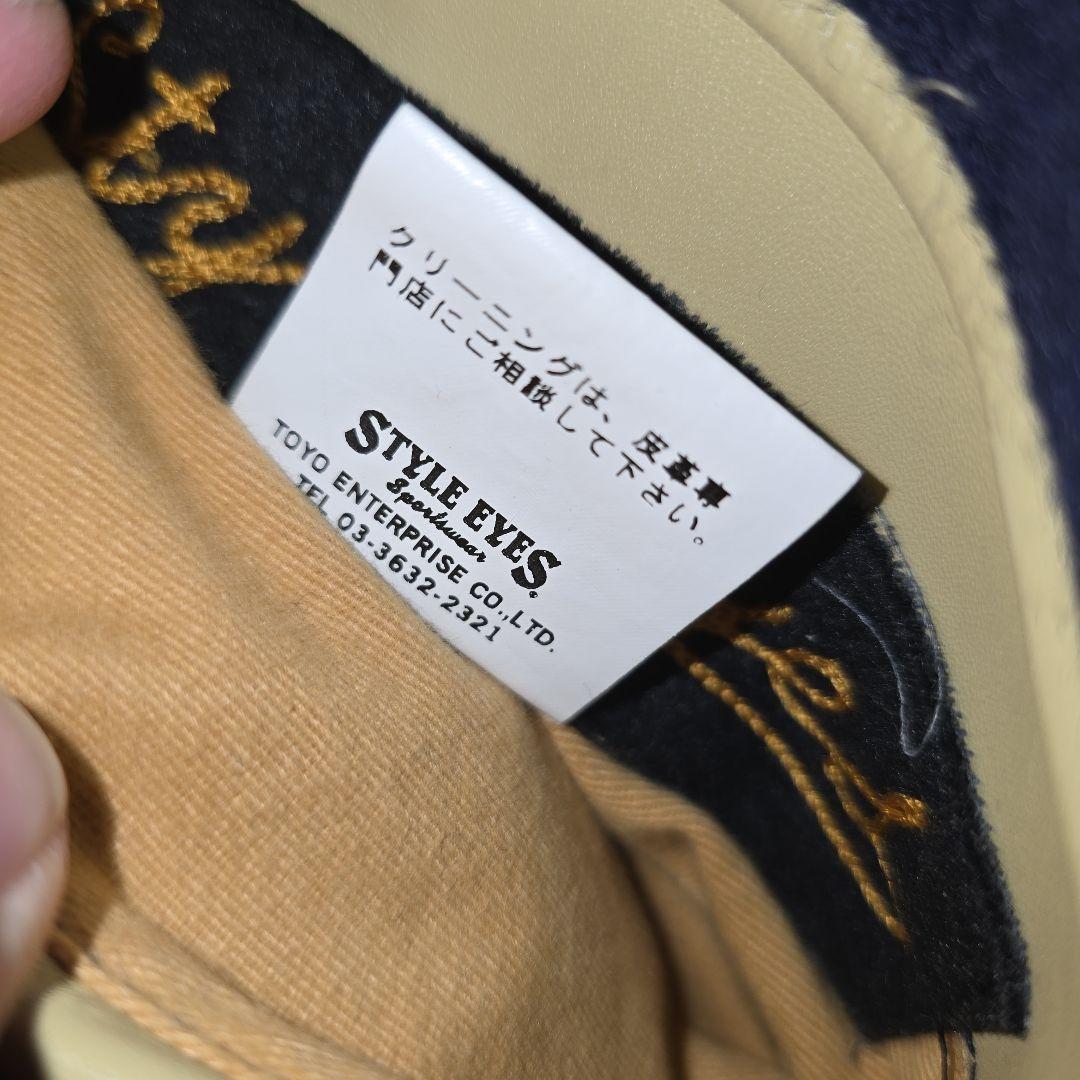 クリーニングは、皮革専
門店にご相談して下さい。
STYLE EYES
Sportswear
TOYO ENTERPRISE CO.,LTD.
TEL 03-3632-2321